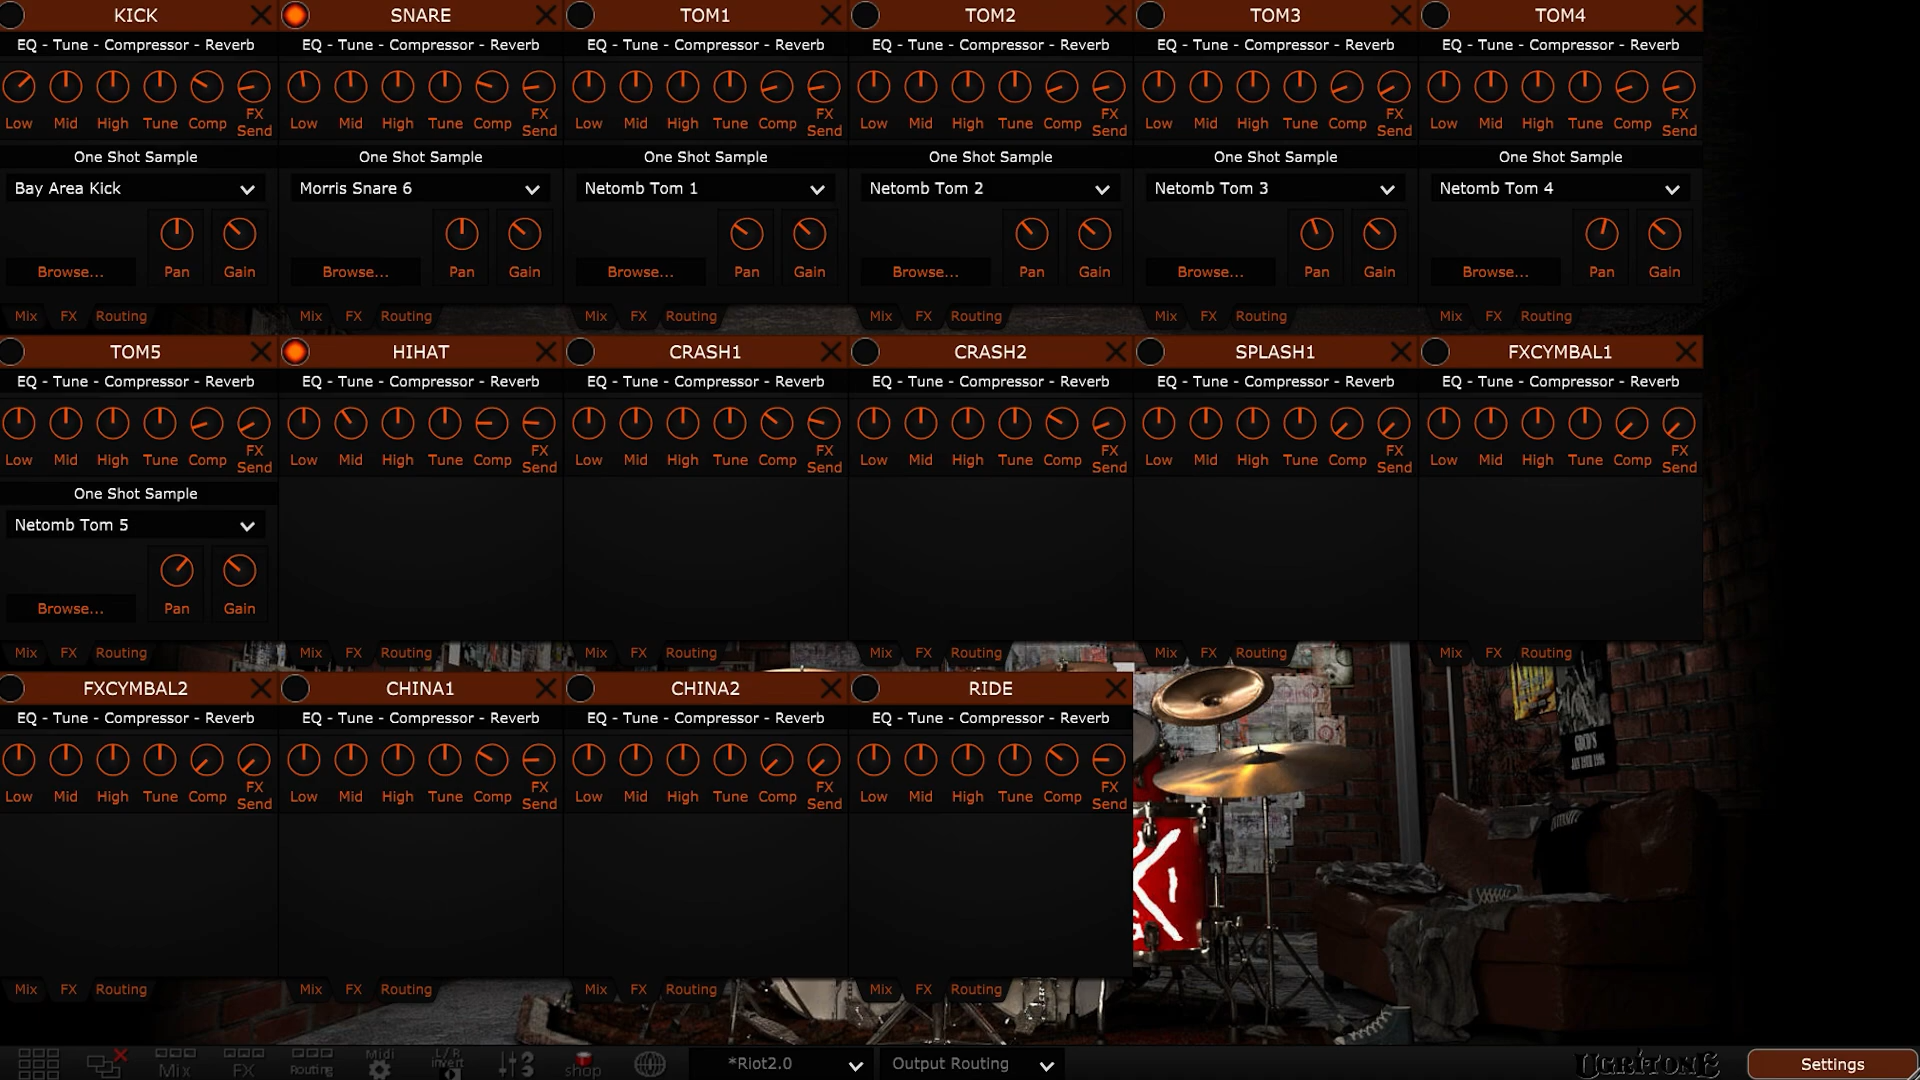 KICK SNARE TOM1 TOM2 TOM3 TOM4
EQ - Tune - Compressor - Reverb EQ - Tune - Compressor - Reverb EQ - Tune - Compressor - Reverb EQ - Tune - Compressor - Reverb EQ - Tune - Compressor - Reverb EQ - Tune - Compressor - Reverb
Low Mid High Tune Comp FX Send Low Mid High Tune Comp FX Send Low Mid High Tune Comp FX Send Low Mid High Tune Comp FX Send Low Mid High Tune Comp FX Send Low Mid High Tune Comp FX Send
One Shot Sample One Shot Sample One Shot Sample One Shot Sample One Shot Sample One Shot Sample
Bay Area Kick Morris Snare 6 Netomb Tom 1 Netomb Tom 2 Netomb Tom 3 Netomb Tom 4
Browse... Pan Gain Browse... Pan Gain Browse... Pan Gain Browse... Pan Gain Browse... Pan Gain Browse... Pan Gain
Mix FX Routing Mix FX Routing Mix FX Routing Mix FX Routing Mix FX Routing Mix FX Routing
TOM5 HIHAT CRASH1 CRASH2 SPLASH1 FXCYMBAL1
EQ - Tune - Compressor - Reverb EQ - Tune - Compressor - Reverb EQ - Tune - Compressor - Reverb EQ - Tune - Compressor - Reverb EQ - Tune - Compressor - Reverb EQ - Tune - Compressor - Reverb
Low Mid High Tune Comp FX Send Low Mid High Tune Comp FX Send Low Mid High Tune Comp FX Send Low Mid High Tune Comp FX Send Low Mid High Tune Comp FX Send Low Mid High Tune Comp FX Send
One Shot Sample
Netomb Tom 5
Browse... Pan Gain
Mix FX Routing Mix FX Routing Mix FX Routing Mix FX Routing Mix FX Routing Mix FX Routing
FXCYMBAL2 CHINA1 CHINA2 RIDE
EQ - Tune - Compressor - Reverb EQ - Tune - Compressor - Reverb EQ - Tune - Compressor - Reverb EQ - Tune - Compressor - Reverb
Low Mid High Tune Comp FX Send Low Mid High Tune Comp FX Send Low Mid High Tune Comp FX Send Low Mid High Tune Comp FX Send
Mix FX Routing Mix FX Routing Mix FX Routing Mix FX Routing
Mix FX Routing Midi L/R invert shop *Riot2.0 Output Routing UGRITONE Settings